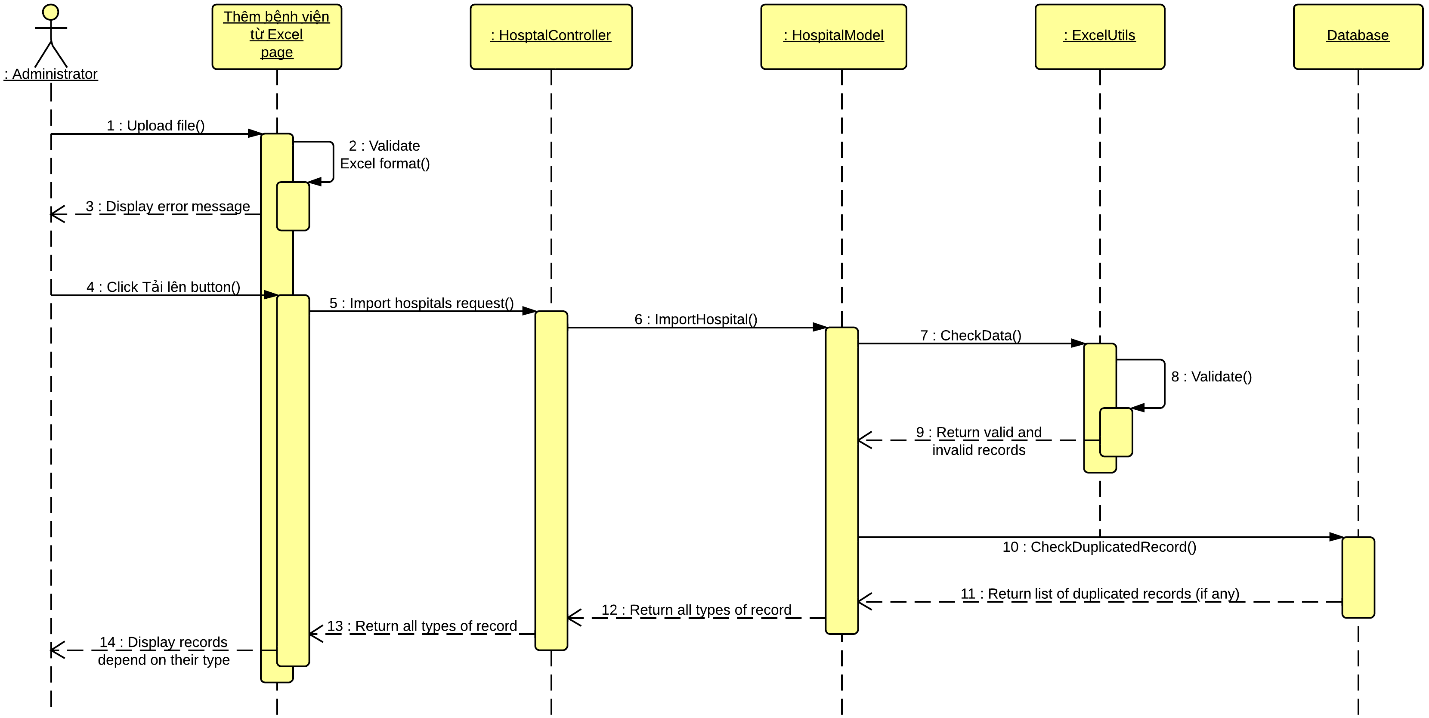 : Administrator
Thêm bệnh viện
từ Excel
page
: HosptalController
: HospitalModel
: ExcelUtils
Database
1 : Upload file()
2 : Validate
Excel format()
3 : Display error message
4 : Click Tải lên button()
5 : Import hospitals request()
6 : ImportHospital()
7 : CheckData()
8 : Validate()
9 : Return valid and
invalid records
10 : CheckDuplicatedRecord()
11 : Return list of duplicated records (if any)
12 : Return all types of record
13 : Return all types of record
14 : Display records
depend on their type